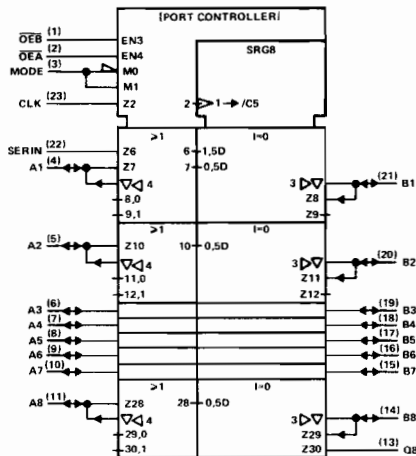 [PORT CONTROLLER]
SRG8
OEB (1) EN3
OEA (2) EN4
MODE (3) M0
M1
CLK (23) Z2 2 1 /C5
≥1 I=0
SERIN (22) Z6 6 1,5D
A1 (4) Z7 7 0,5D
4 3 (21) B1
8,0 Z8
9,1 Z9
A2 (5) Z10 10 0,5D
4 3 (20) B2
11,0 Z11
12,1 Z12
A3 (6) (19) B3
A4 (7) (18) B4
A5 (8) (17) B5
A6 (9) (16) B6
A7 (10) (15) B7
≥1 I=0
A8 (11) Z28 28 0,5D
4 3 (14) B8
29,0 Z29
30,1 Z30 (13) Q8